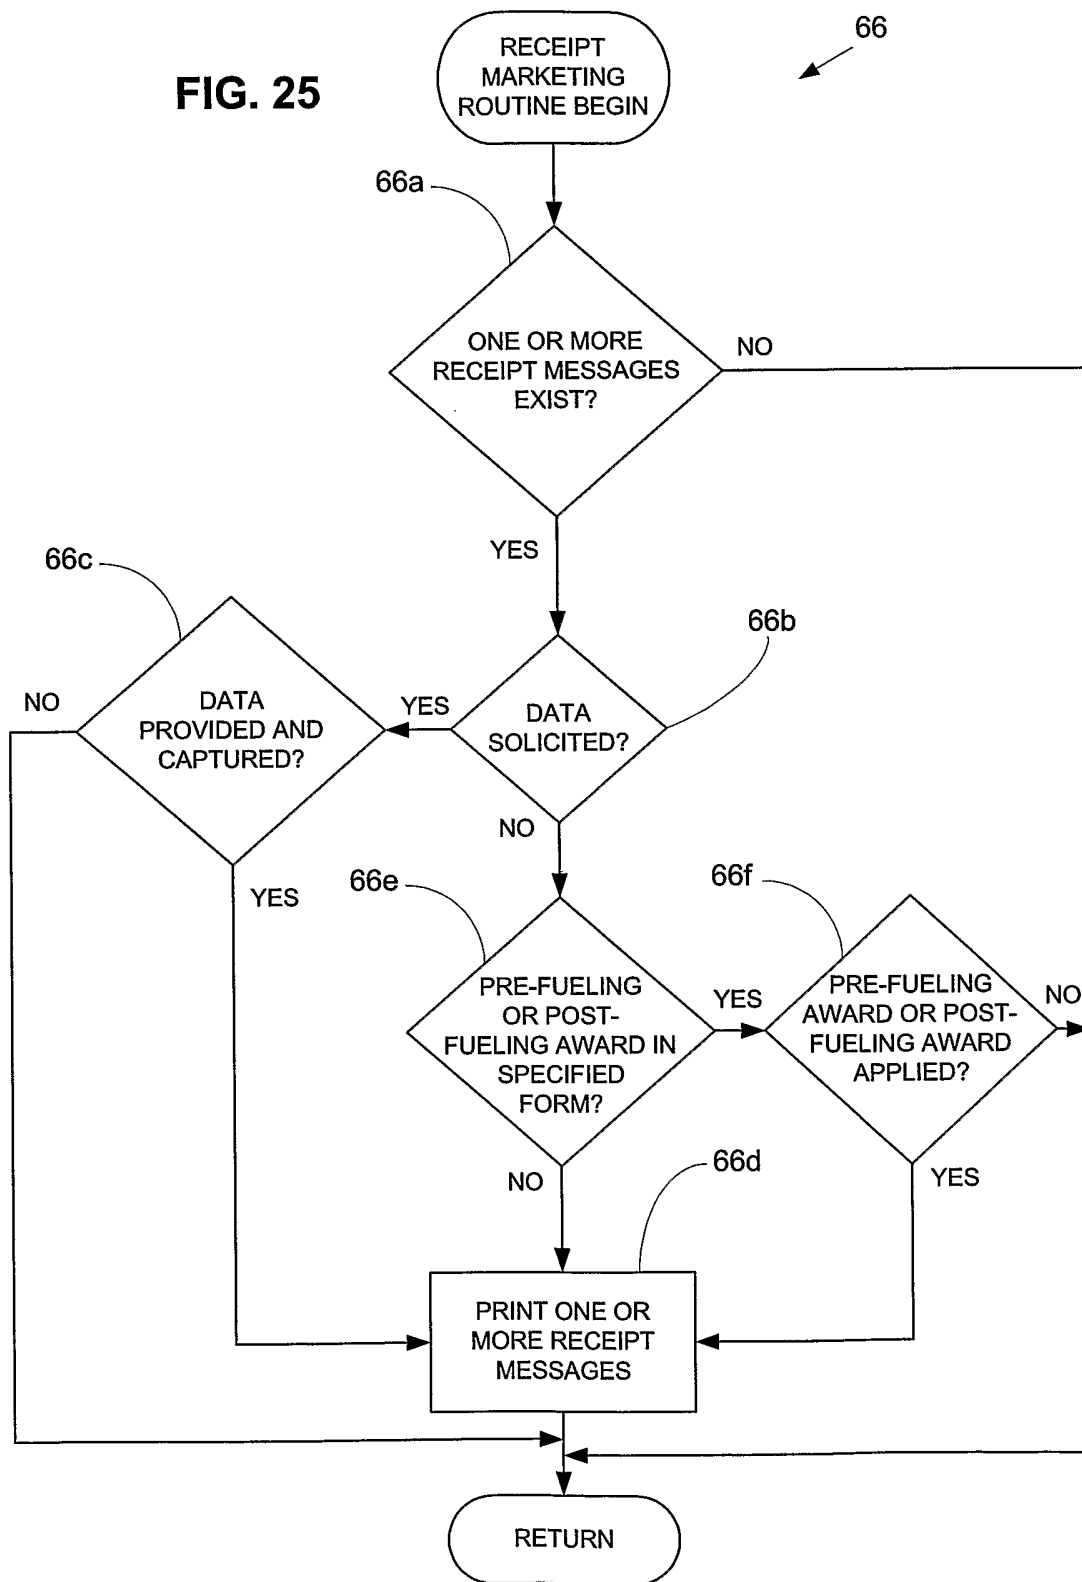 FIG. 25
RECEIPT
MARKETING
ROUTINE BEGIN
66
66a
ONE OR MORE
RECEIPT MESSAGES
EXIST?
NO
YES
66b
DATA
SOLICITED?
YES
66c
DATA
PROVIDED AND
CAPTURED?
NO
YES
NO
66e
PRE-FUELING
OR POST-
FUELING AWARD IN
SPECIFIED
FORM?
YES
66f
PRE-FUELING
AWARD OR POST-
FUELING AWARD
APPLIED?
NO
YES
NO
66d
PRINT ONE OR
MORE RECEIPT
MESSAGES
RETURN